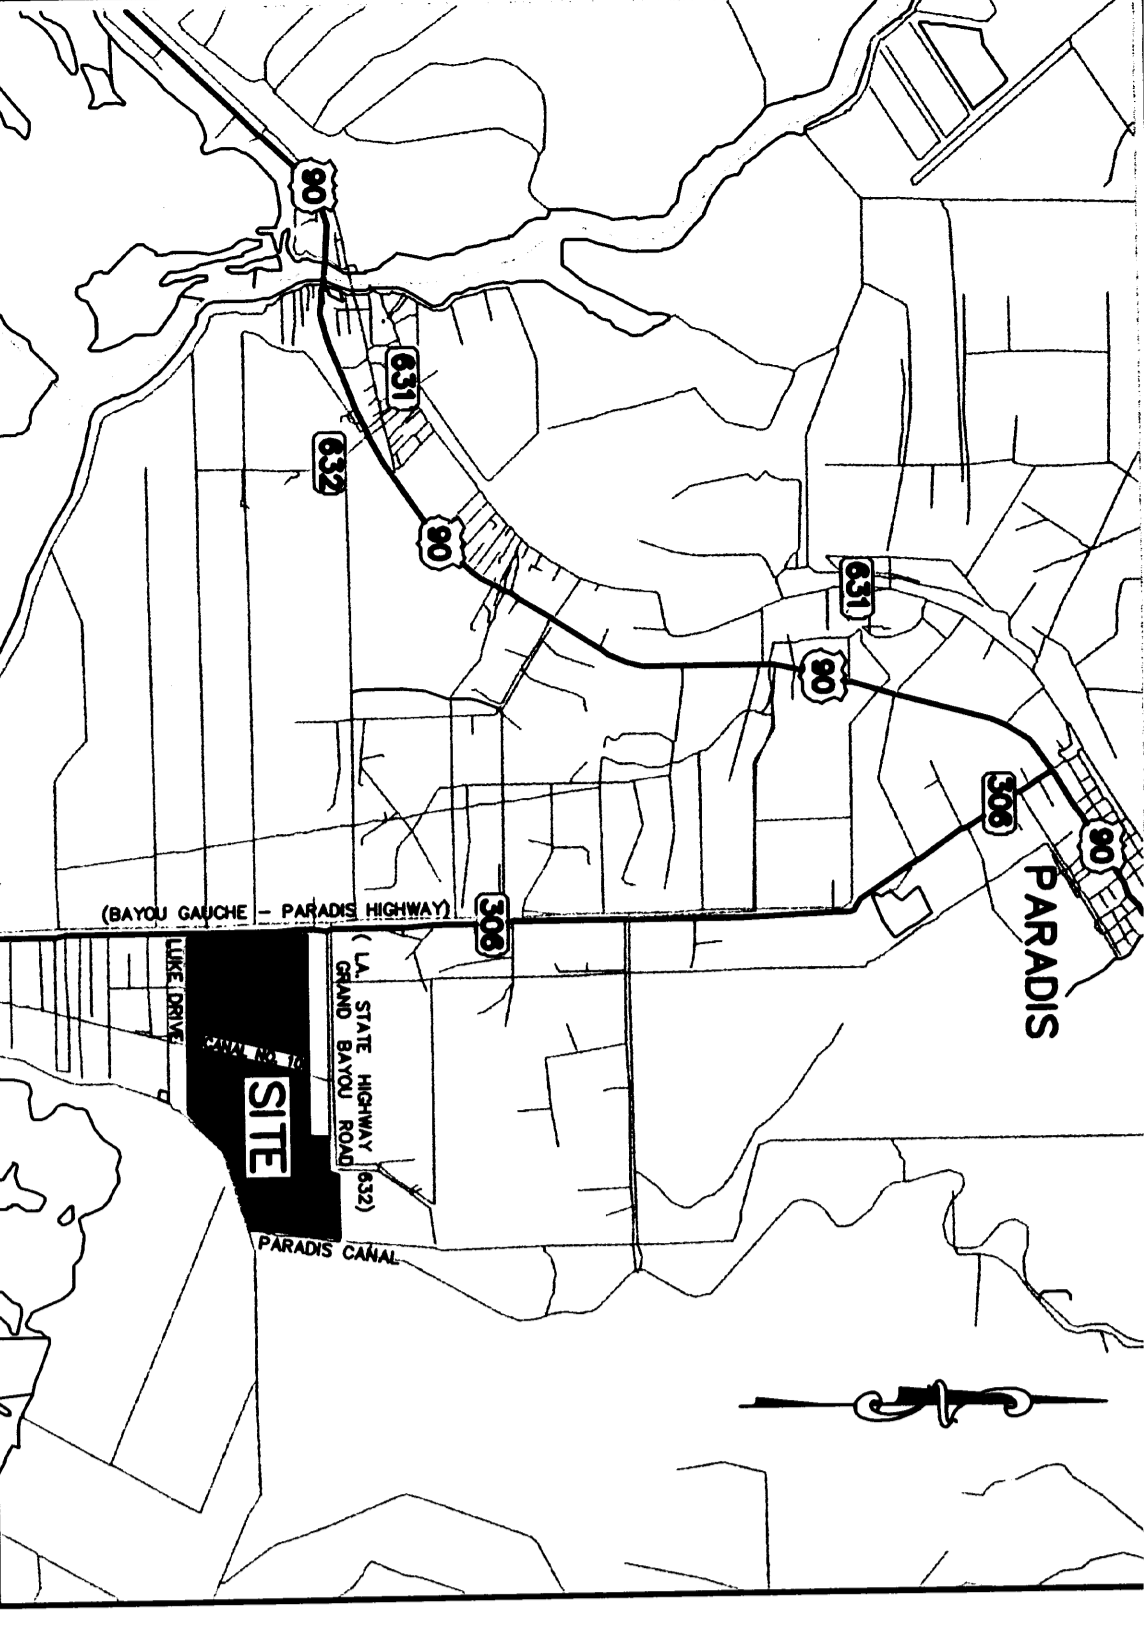 90
631
632
90
631
90
306
90
PARADIS
(BAYOU GAUCHE - PARADIS HIGHWAY)
306
LUKE DRIVE
( LA. STATE HIGHWAY 632)
GRAND BAYOU ROAD
CANAL NO. 10
SITE
PARADIS CANAL